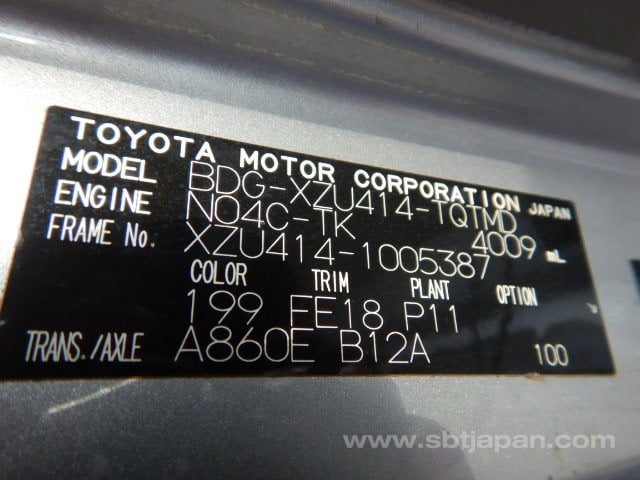 TOYOTA MOTOR CORPORATION JAPAN
MODEL BDG-XZU414-TQTMD
ENGINE N04C-TK 4009 mL
FRAME No. XZU414-1005387
COLOR TRIM PLANT OPTION
199 FE18 P11
TRANS./AXLE A860E B12A 100
www.sbtjapan.com